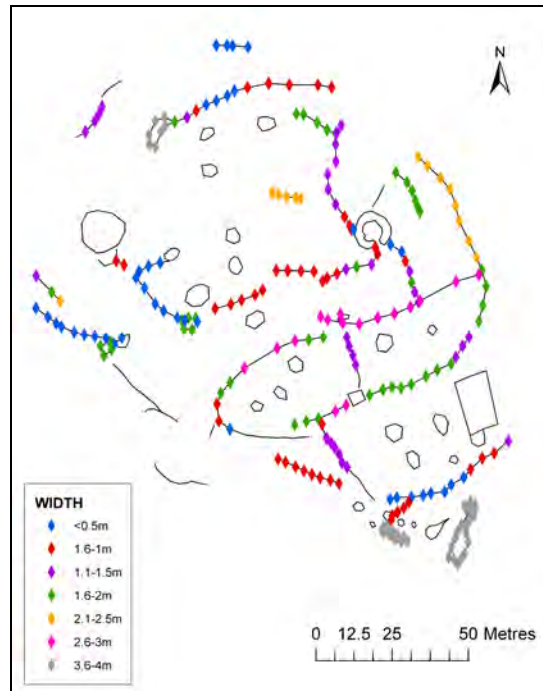 N
WIDTH
<0.5m
1.6-1m
1.1-1.5m
1.6-2m
2.1-2.5m
2.6-3m
3.6-4m
0 12.5 25 50 Metres